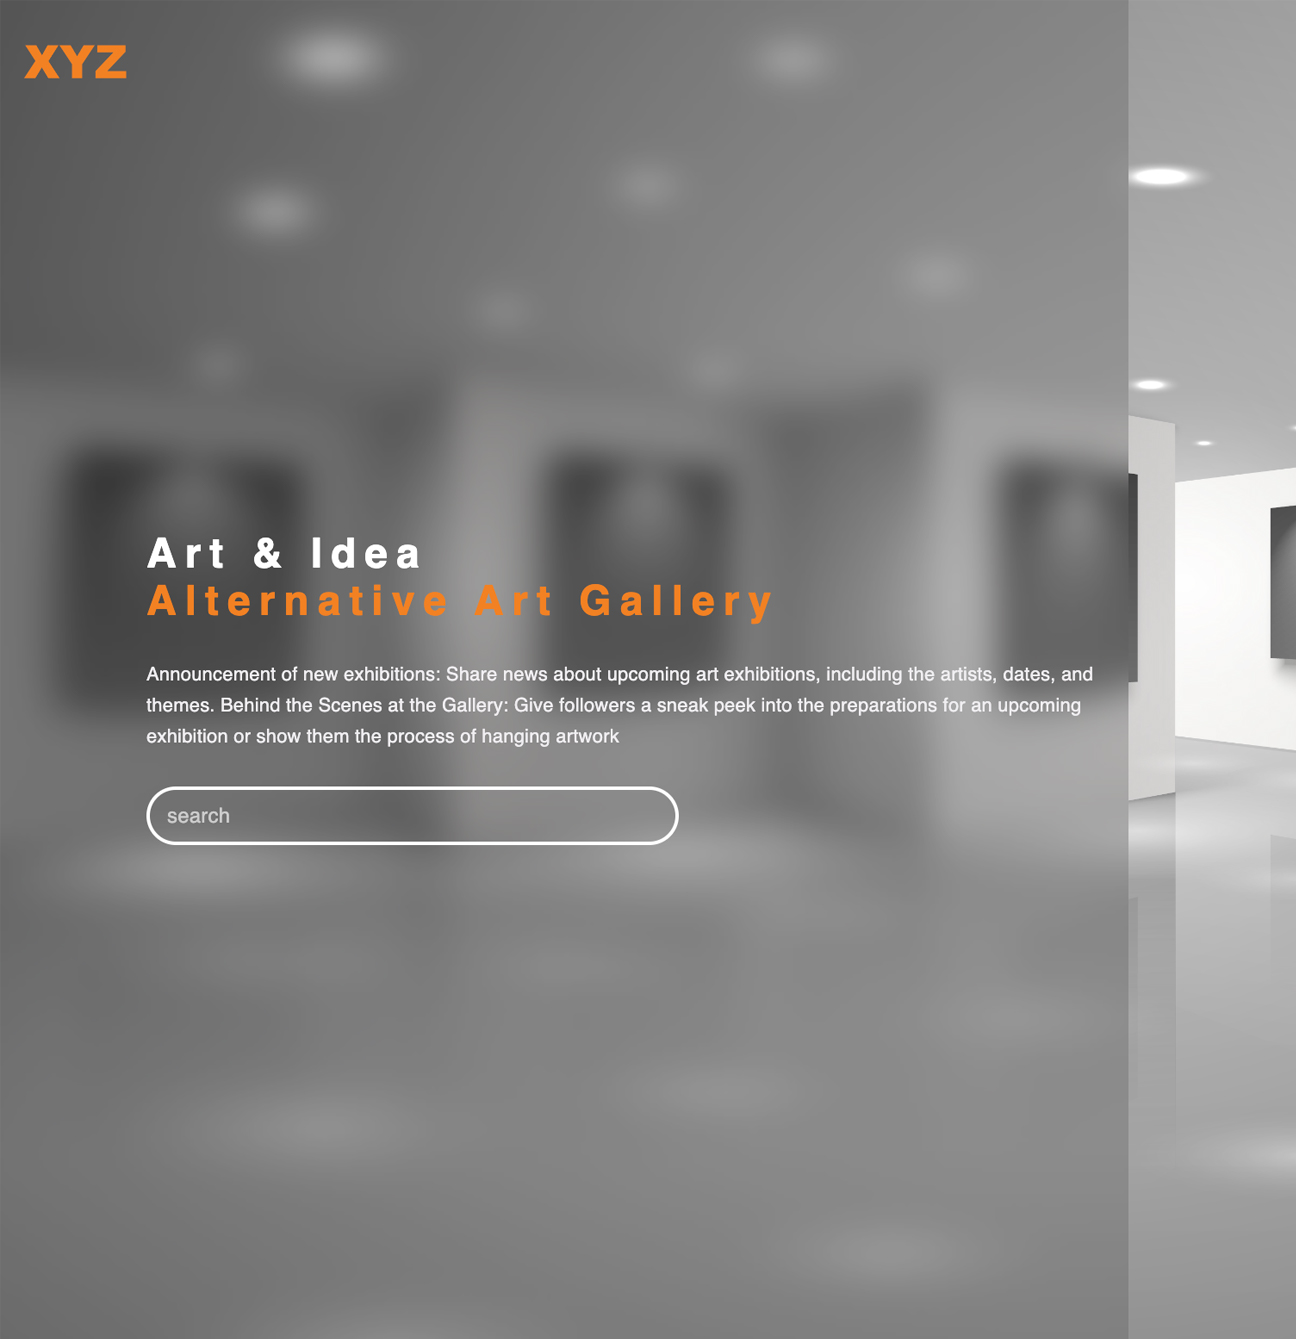 XYZ
Art & Idea
Alternative Art Gallery
Announcement of new exhibitions: Share news about upcoming art exhibitions, including the artists, dates, and
themes. Behind the Scenes at the Gallery: Give followers a sneak peek into the preparations for an upcoming
exhibition or show them the process of hanging artwork
search